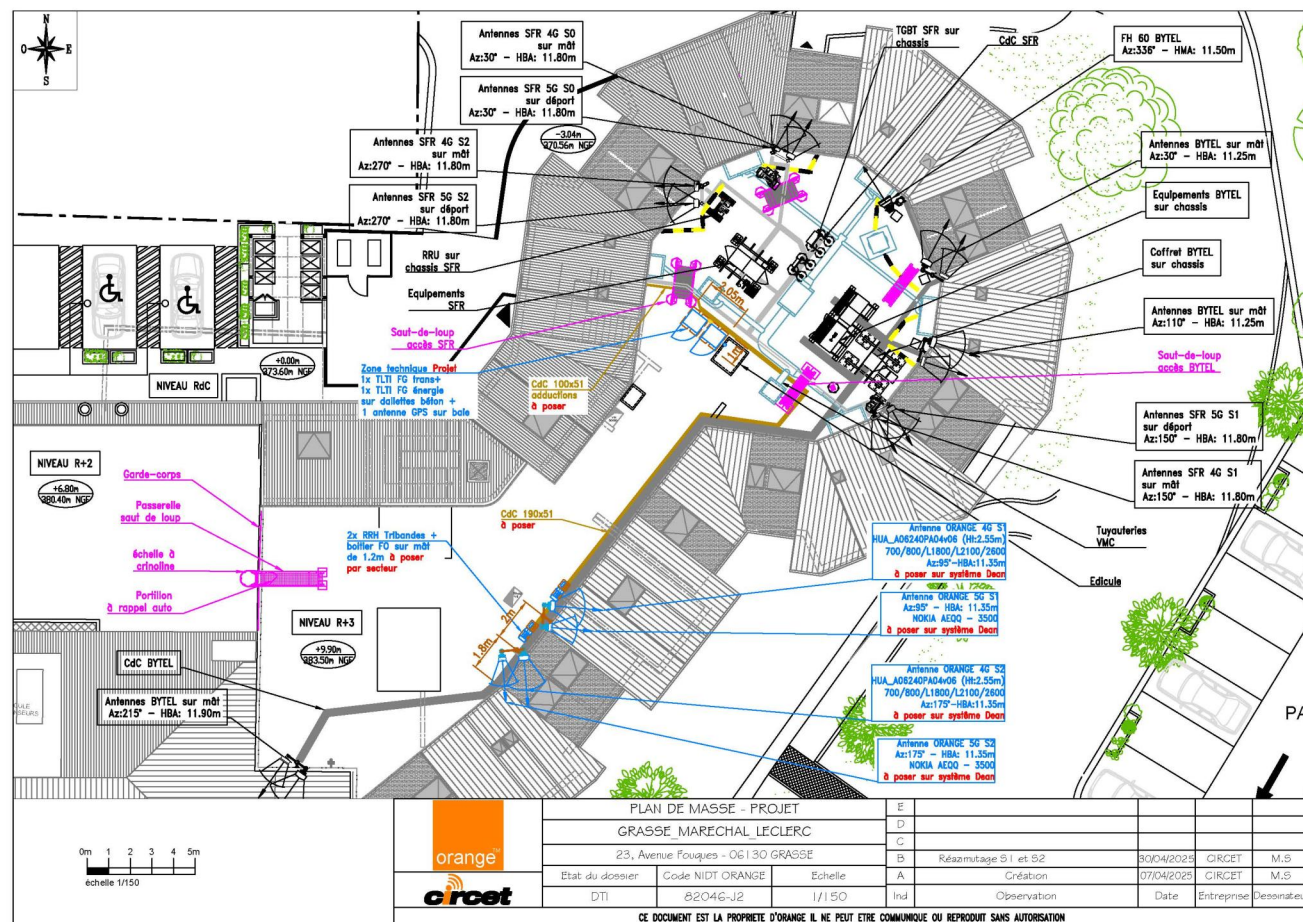 N
O
E
S
Antennes SFR 4G S0
sur mât
Az:30° - HBA: 11.80m
Antennes SFR 5G S0
sur déport
Az:30° - HBA: 11.80m
-3.04m
370.56m NGF
Antennes SFR 4G S2
sur mât
Az:270° - HBA: 11.80m
Antennes SFR 5G S2
sur déport
Az:270° - HBA: 11.80m
RRU sur
chassis SFR
Equipements
SFR
Saut-de-loup
accès SFR
TGBT SFR sur
chassis
CdC SFR
FH 60 BYTEL
Az:336° - HMA: 11.50m
Antennes BYTEL sur mât
Az:30° - HBA: 11.25m
Equipements BYTEL
sur chassis
Coffret BYTEL
sur chassis
Antennes BYTEL sur mât
Az:110° - HBA: 11.25m
Saut-de-loup
accès BYTEL
Antennes SFR 5G S1
sur déport
Az:150° - HBA: 11.80m
Antennes SFR 4G S1
sur mât
Az:150° - HBA: 11.80m
Tuyauteries
VMC
Edicule
+0.00m
373.60m NGF
NIVEAU RdC
Zone technique Projet
1x TLTI FG trans+
1x TLTI FG énergie
sur dallettes béton +
1 antenne GPS sur baie
CdC 100x51
adductions
à poser
2.05m
1m
NIVEAU R+2
+6.80m
380.40m NGF
Garde-corps
Passerelle
saut de loup
échelle à
crinoline
Portillon
à rappel auto
CdC 190x51
à poser
2x RRH Tribandes +
boitier FO sur mât
de 1.2m à poser
par secteur
NIVEAU R+3
+9.90m
383.50m NGF
2m
1.8m
CdC BYTEL
Antennes BYTEL sur mât
Az:215° - HBA: 11.90m
Antenne ORANGE 4G S1
HUA_A06240PA04v06 (Ht:2.55m)
700/800/L1800/L2100/2600
Az:95°-HBA:11.35m
à poser sur système Dean
Antenne ORANGE 5G S1
Az:95° - HBA: 11.35m
NOKIA AEQQ - 3500
à poser sur système Dean
Antenne ORANGE 4G S2
HUA_A06240PA04v06 (Ht:2.55m)
700/800/L1800/L2100/2600
Az:175°-HBA:11.35m
à poser sur système Dean
Antenne ORANGE 5G S2
Az:175° - HBA: 11.35m
NOKIA AEQQ - 3500
à poser sur système Dean
PA
0m 1 2 3 4 5m
échelle 1/150
orange™
circet
PLAN DE MASSE - PROJET
GRASSE_MARECHAL_LECLERC
23, Avenue Fouques - 06130 GRASSE
Etat du dossier Code NIDT ORANGE Echelle
DTI 82046-J2 1/150
E
D
C
B Réazimutage S1 et S2 30/04/2025 CIRCET M.S
A Création 07/04/2025 CIRCET M.S
Ind Observation Date Entreprise Dessinateu
CE DOCUMENT EST LA PROPRIETE D'ORANGE IL NE PEUT ETRE COMMUNIQUE OU REPRODUIT SANS AUTORISATION